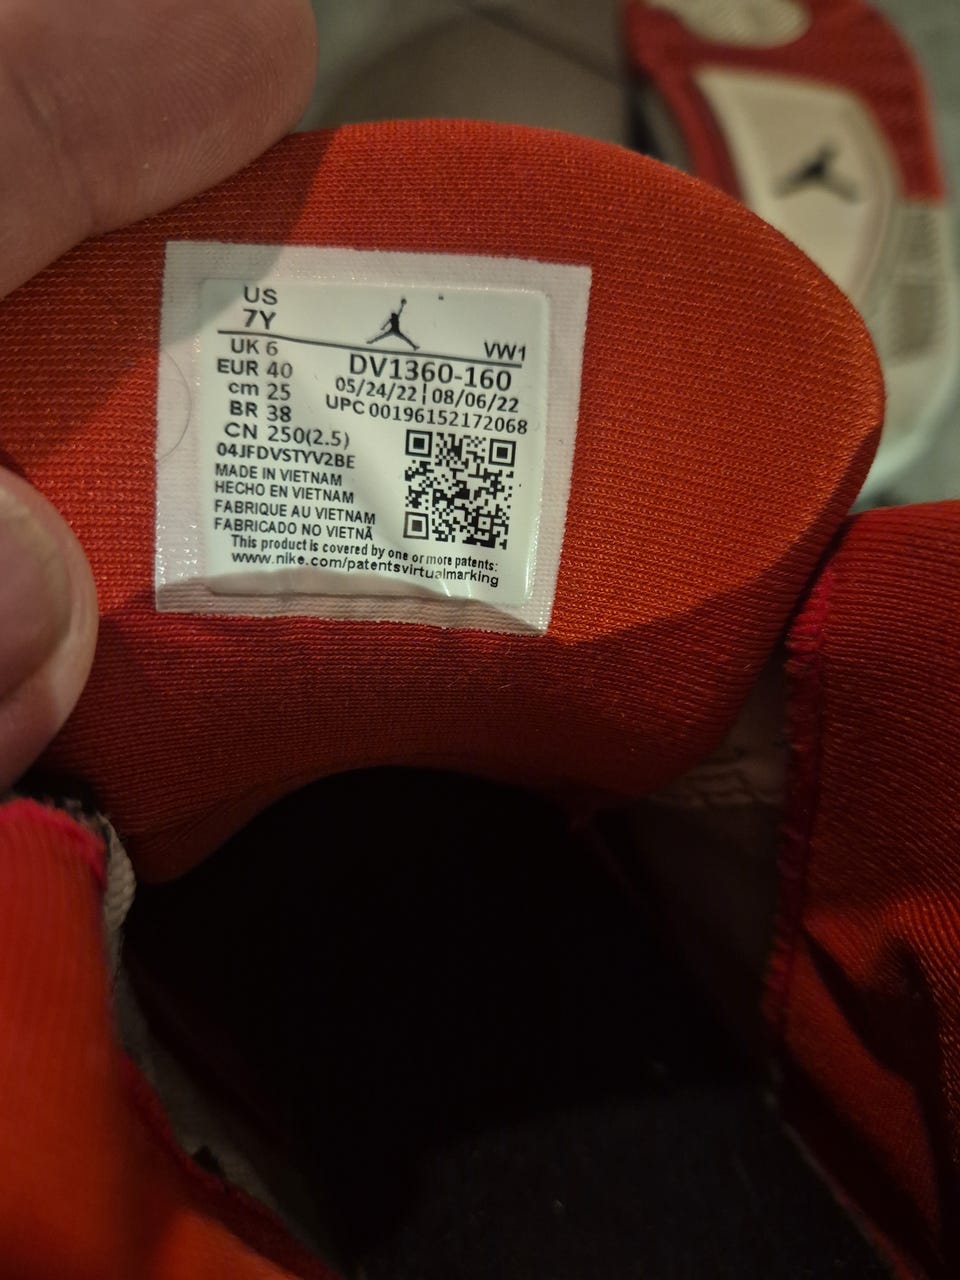 US
7Y
VW1
UK 6
DV1360-160
EUR 40
05/24/22 | 08/06/22
cm 25
UPC 00196152172068
BR 38
CN 250(2.5)
04JFDVSTYV2BE
MADE IN VIETNAM
HECHO EN VIETNAM
FABRIQUE AU VIETNAM
FABRICADO NO VIETNÃ
This product is covered by one or more patents:
www.nike.com/patentsvirtualmarking